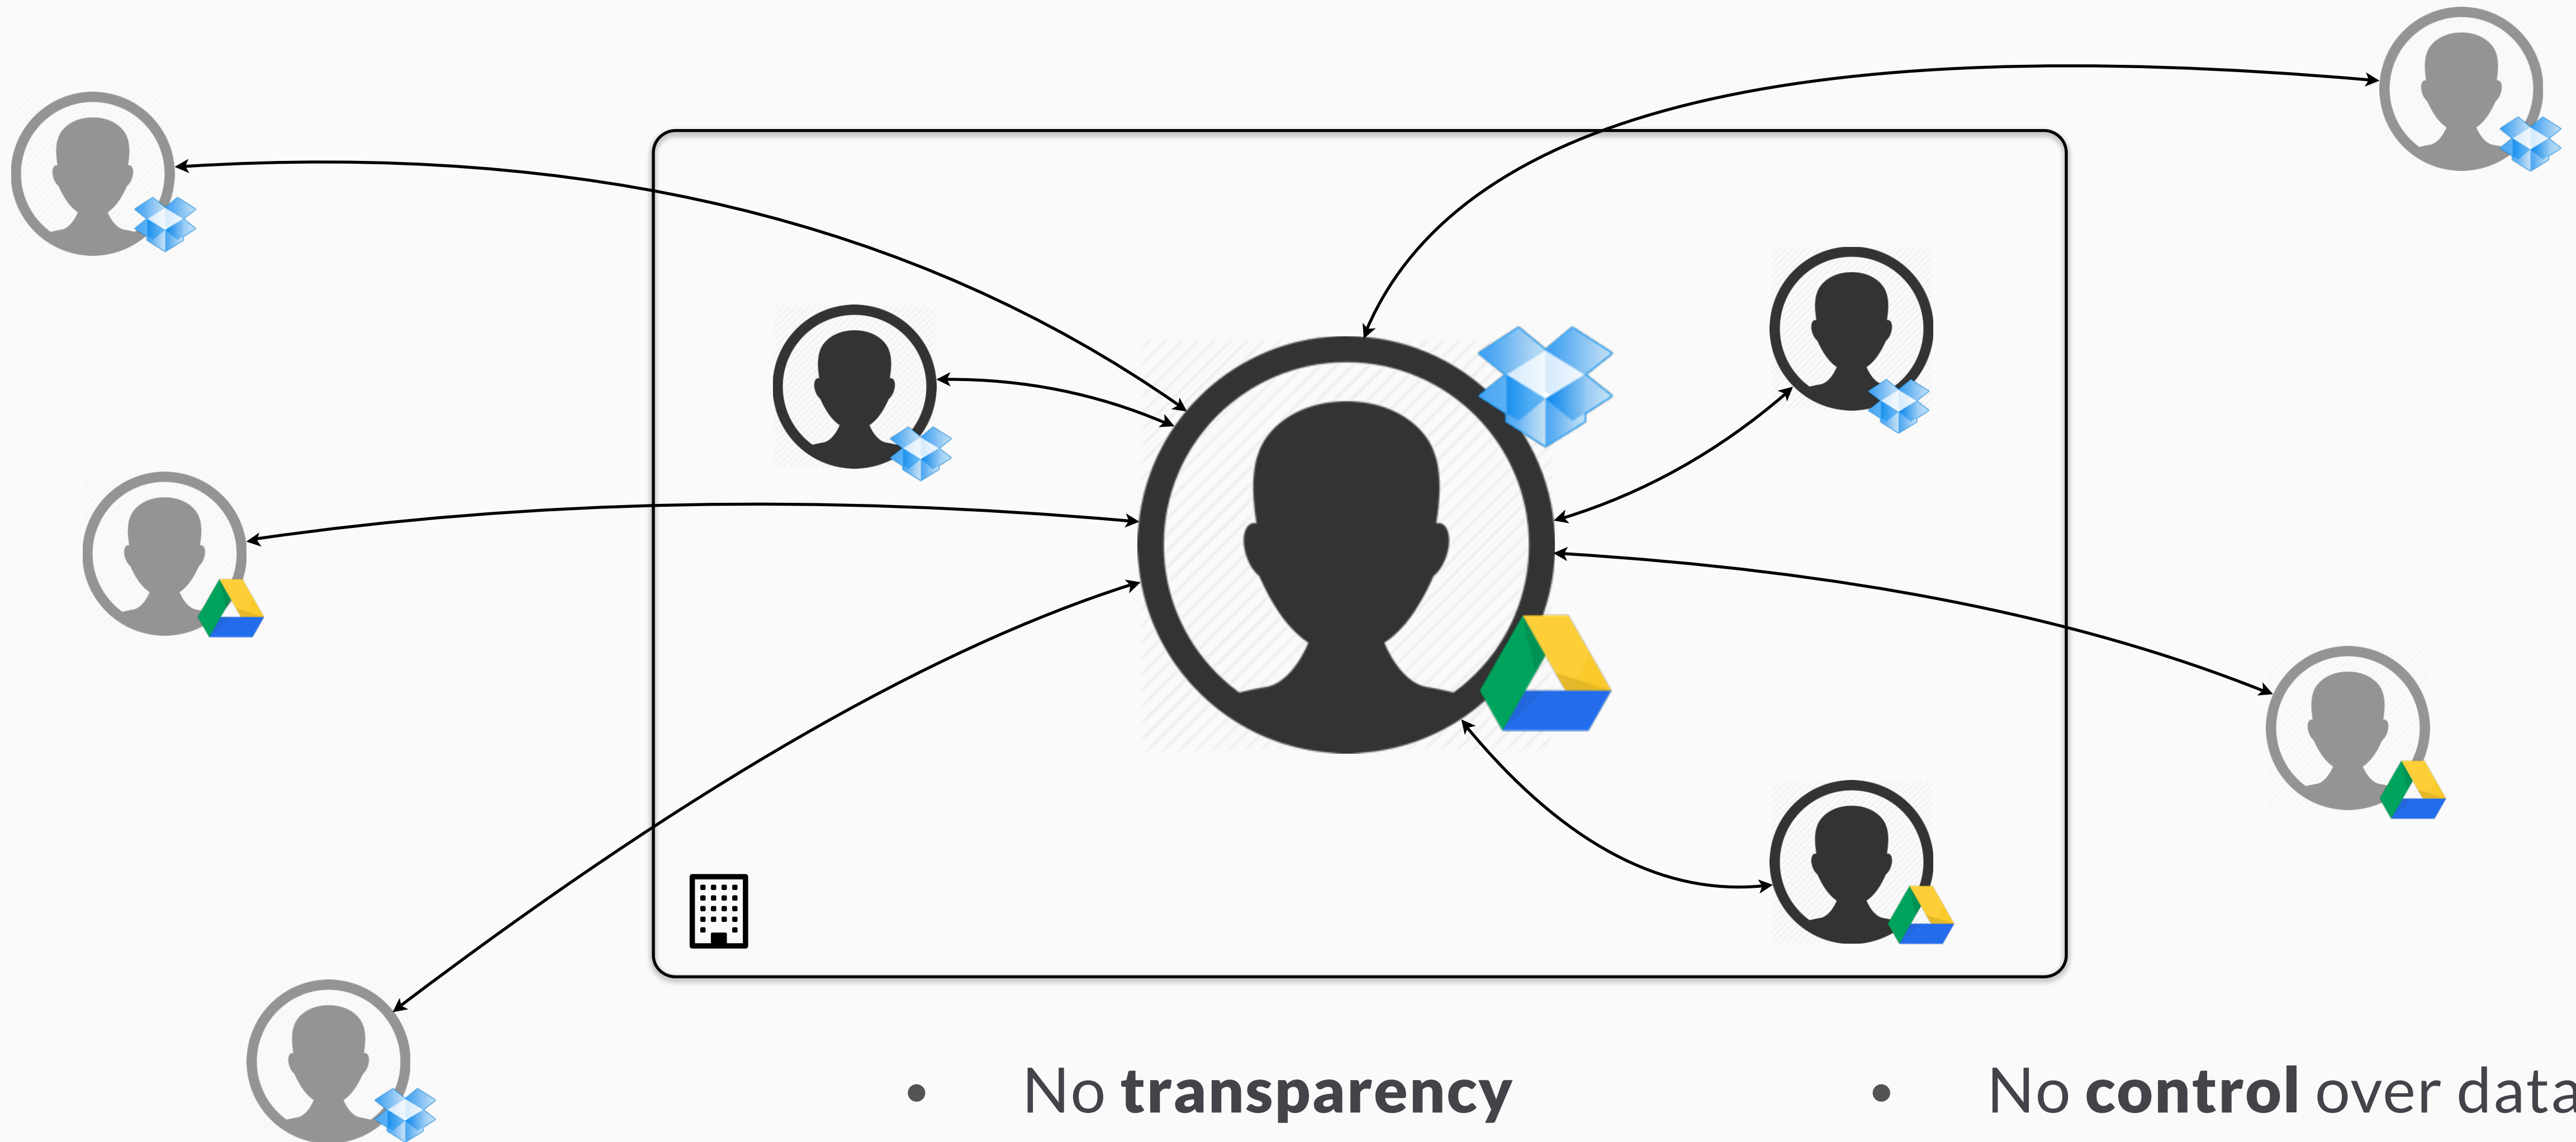 • No transparency
• No control over data